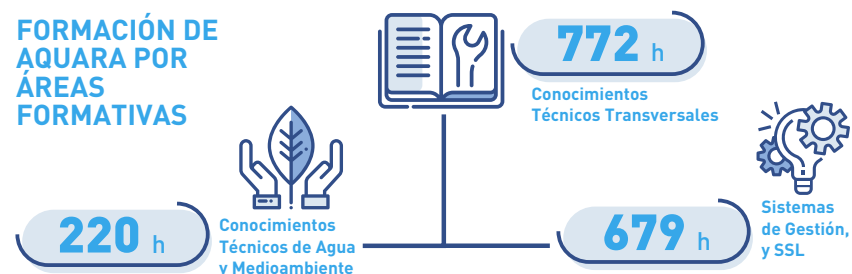 FORMACIÓN DE
AQUARA POR
ÁREAS
FORMATIVAS
772 h
Conocimientos
Técnicos Transversales
220 h
Conocimientos
Técnicos de Agua
y Medioambiente
679 h
Sistemas
de Gestión,
y SSL